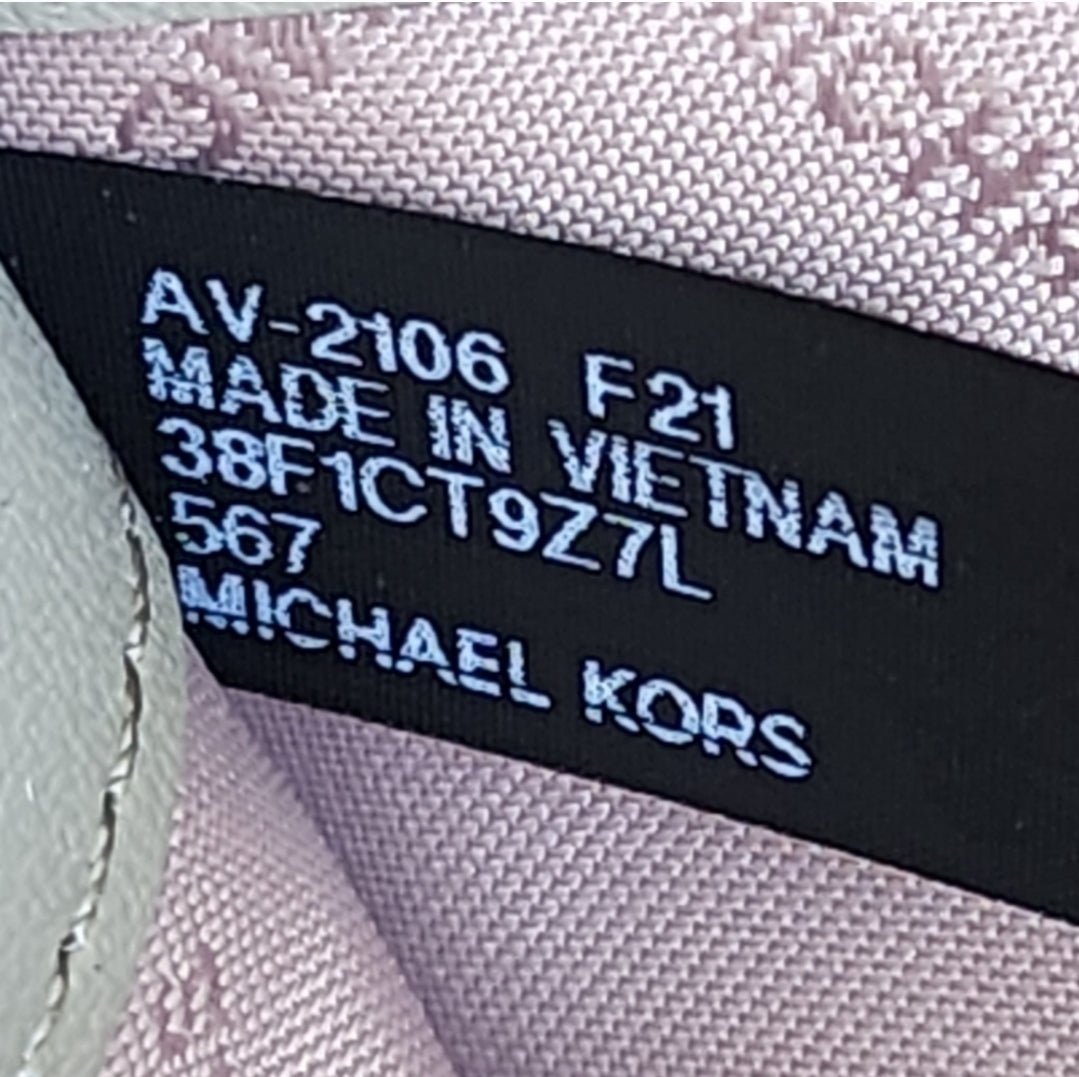 AV-2106 F21
MADE IN VIETNAM
38F1CT9Z7L
567
MICHAEL KORS